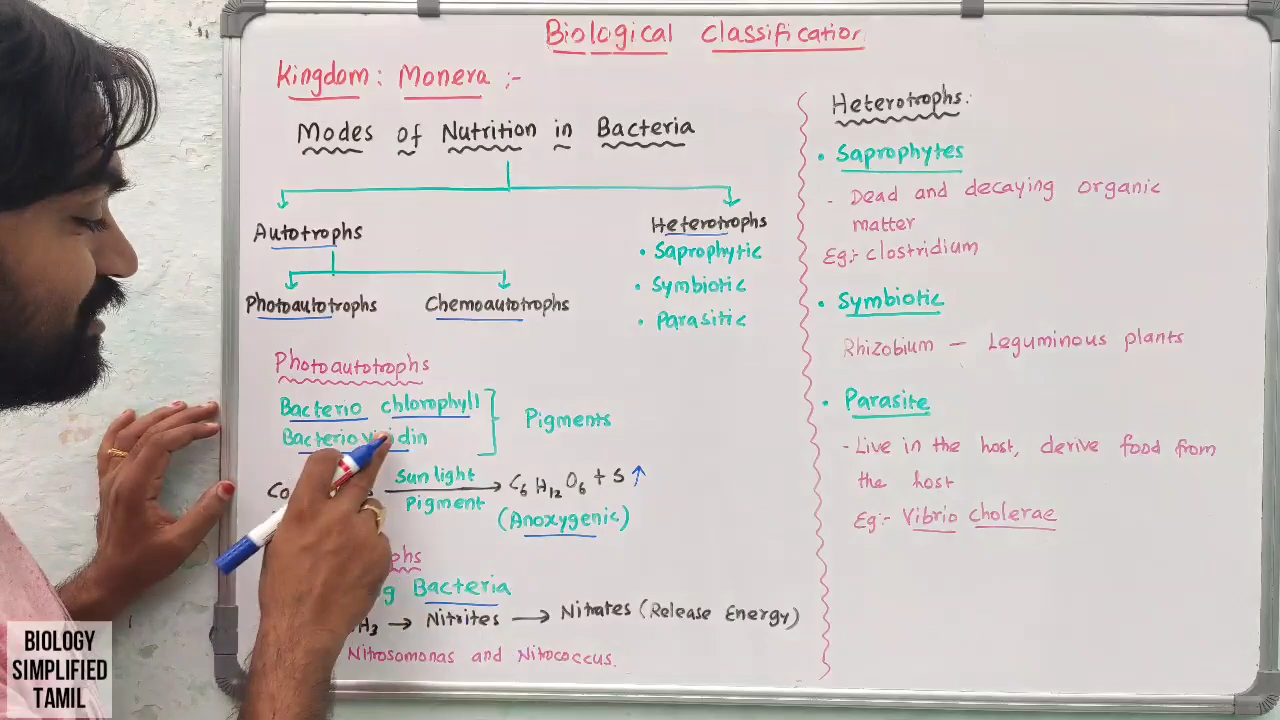 Biological Classification
Kingdom: Monera :-
Modes of Nutrition in Bacteria
Autotrophs
Heterotrophs
• Saprophytic
• Symbiotic
• Parasitic
Photoautotrophs
Chemoautotrophs
Photoautotrophs
Bacterio chlorophyll
Bacterioviridin
Pigments
Sunlight
Pigment
C6 H12 O6 + S ↑
(Anoxygenic)
Bacteria
→ Nitrites → Nitrates (Release Energy)
Nitrosomonas and Nitrococcus.
Heterotrophs:
• Saprophytes
- Dead and decaying organic
matter
Eg:- clostridium
• Symbiotic
Rhizobium – Leguminous plants
• Parasite
- Live in the host, derive food from
the host
Eg:- Vibrio cholerae
BIOLOGY
SIMPLIFIED
TAMIL